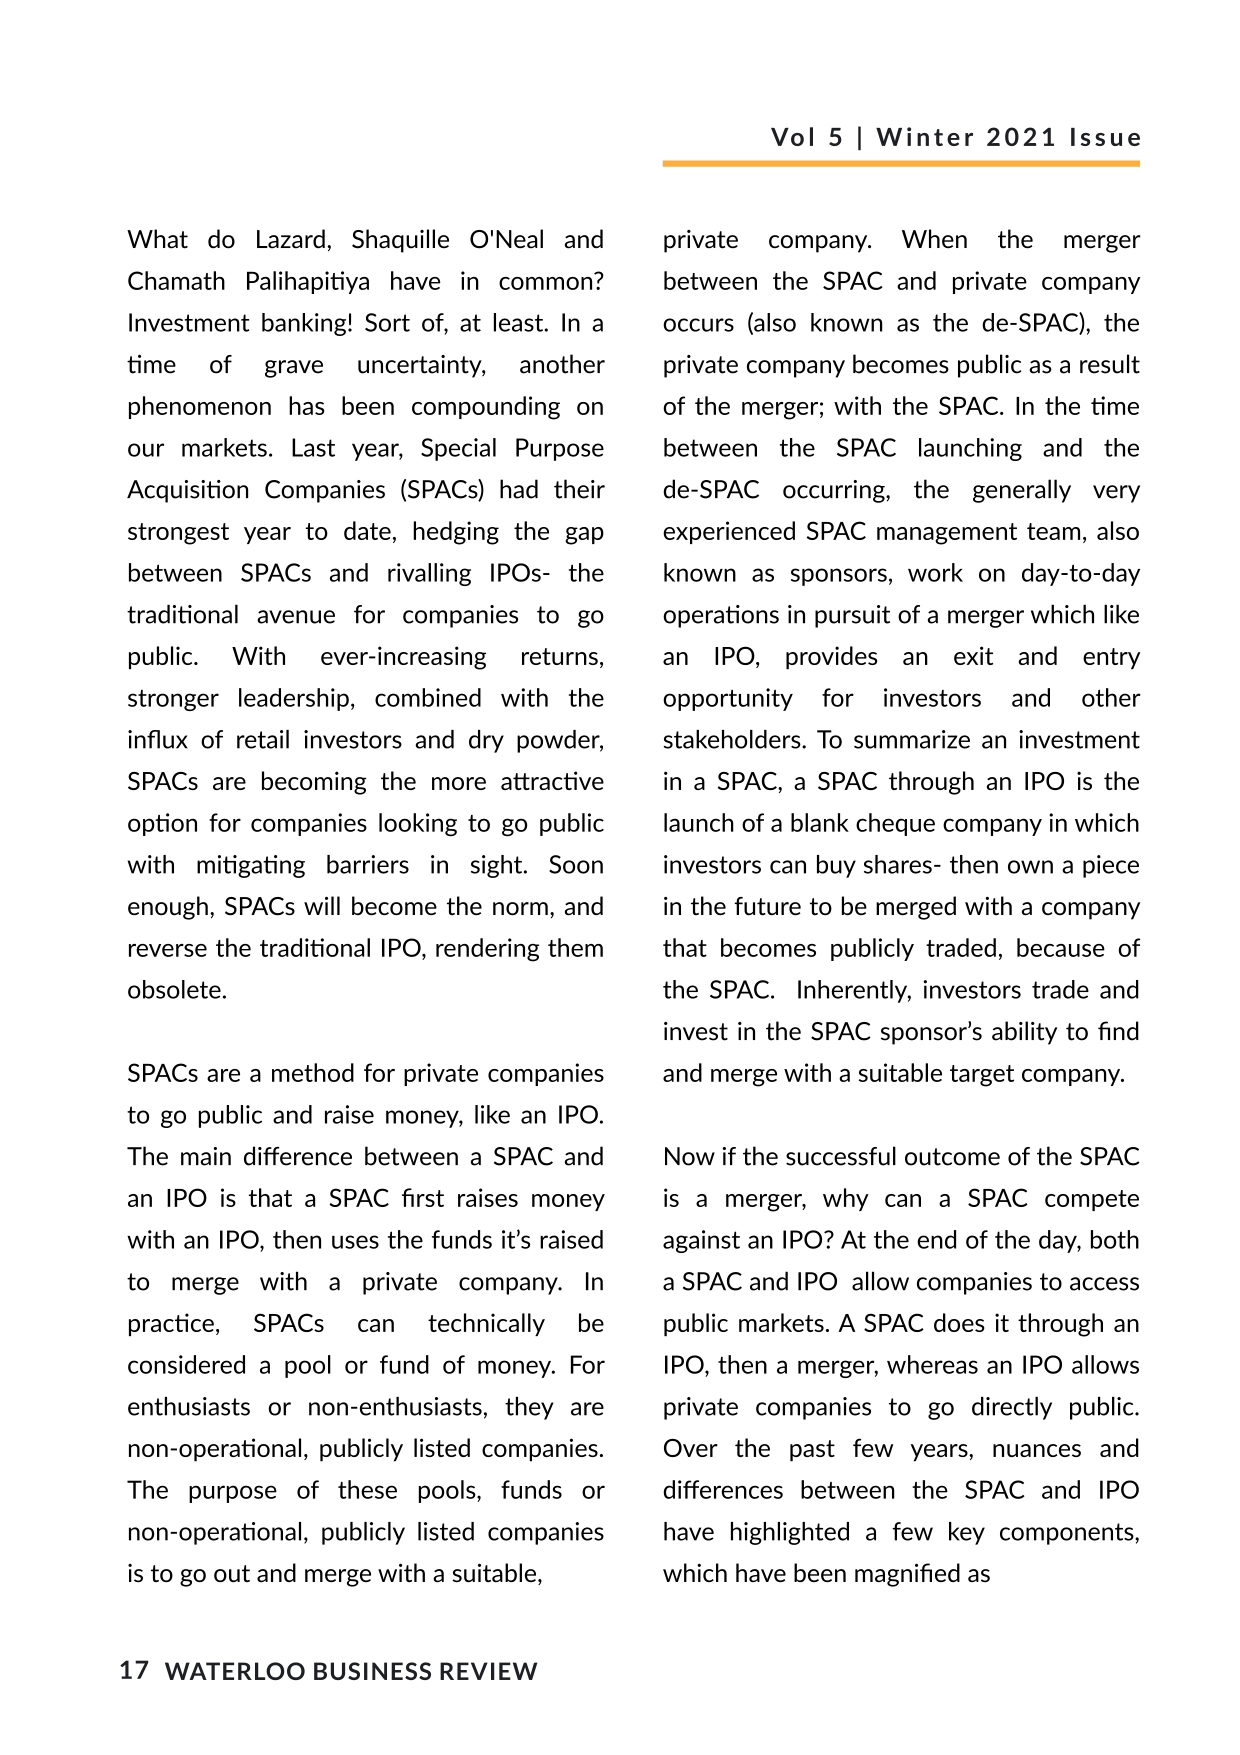 Vol 5 | Winter 2021 Issue
What do Lazard, Shaquille O'Neal and
Chamath Palihapitiya have in common?
Investment banking! Sort of, at least. In a
time of grave uncertainty, another
phenomenon has been compounding on
our markets. Last year, Special Purpose
Acquisition Companies (SPACs) had their
strongest year to date, hedging the gap
between SPACs and rivalling IPOs- the
traditional avenue for companies to go
public. With ever-increasing returns,
stronger leadership, combined with the
influx of retail investors and dry powder,
SPACs are becoming the more attractive
option for companies looking to go public
with mitigating barriers in sight. Soon
enough, SPACs will become the norm, and
reverse the traditional IPO, rendering them
obsolete.
SPACs are a method for private companies
to go public and raise money, like an IPO.
The main difference between a SPAC and
an IPO is that a SPAC first raises money
with an IPO, then uses the funds it’s raised
to merge with a private company. In
practice, SPACs can technically be
considered a pool or fund of money. For
enthusiasts or non-enthusiasts, they are
non-operational, publicly listed companies.
The purpose of these pools, funds or
non-operational, publicly listed companies
is to go out and merge with a suitable,
private company. When the merger
between the SPAC and private company
occurs (also known as the de-SPAC), the
private company becomes public as a result
of the merger; with the SPAC. In the time
between the SPAC launching and the
de-SPAC occurring, the generally very
experienced SPAC management team, also
known as sponsors, work on day-to-day
operations in pursuit of a merger which like
an IPO, provides an exit and entry
opportunity for investors and other
stakeholders. To summarize an investment
in a SPAC, a SPAC through an IPO is the
launch of a blank cheque company in which
investors can buy shares- then own a piece
in the future to be merged with a company
that becomes publicly traded, because of
the SPAC. Inherently, investors trade and
invest in the SPAC sponsor’s ability to find
and merge with a suitable target company.
Now if the successful outcome of the SPAC
is a merger, why can a SPAC compete
against an IPO? At the end of the day, both
a SPAC and IPO allow companies to access
public markets. A SPAC does it through an
IPO, then a merger, whereas an IPO allows
private companies to go directly public.
Over the past few years, nuances and
differences between the SPAC and IPO
have highlighted a few key components,
which have been magnified as
17 WATERLOO BUSINESS REVIEW